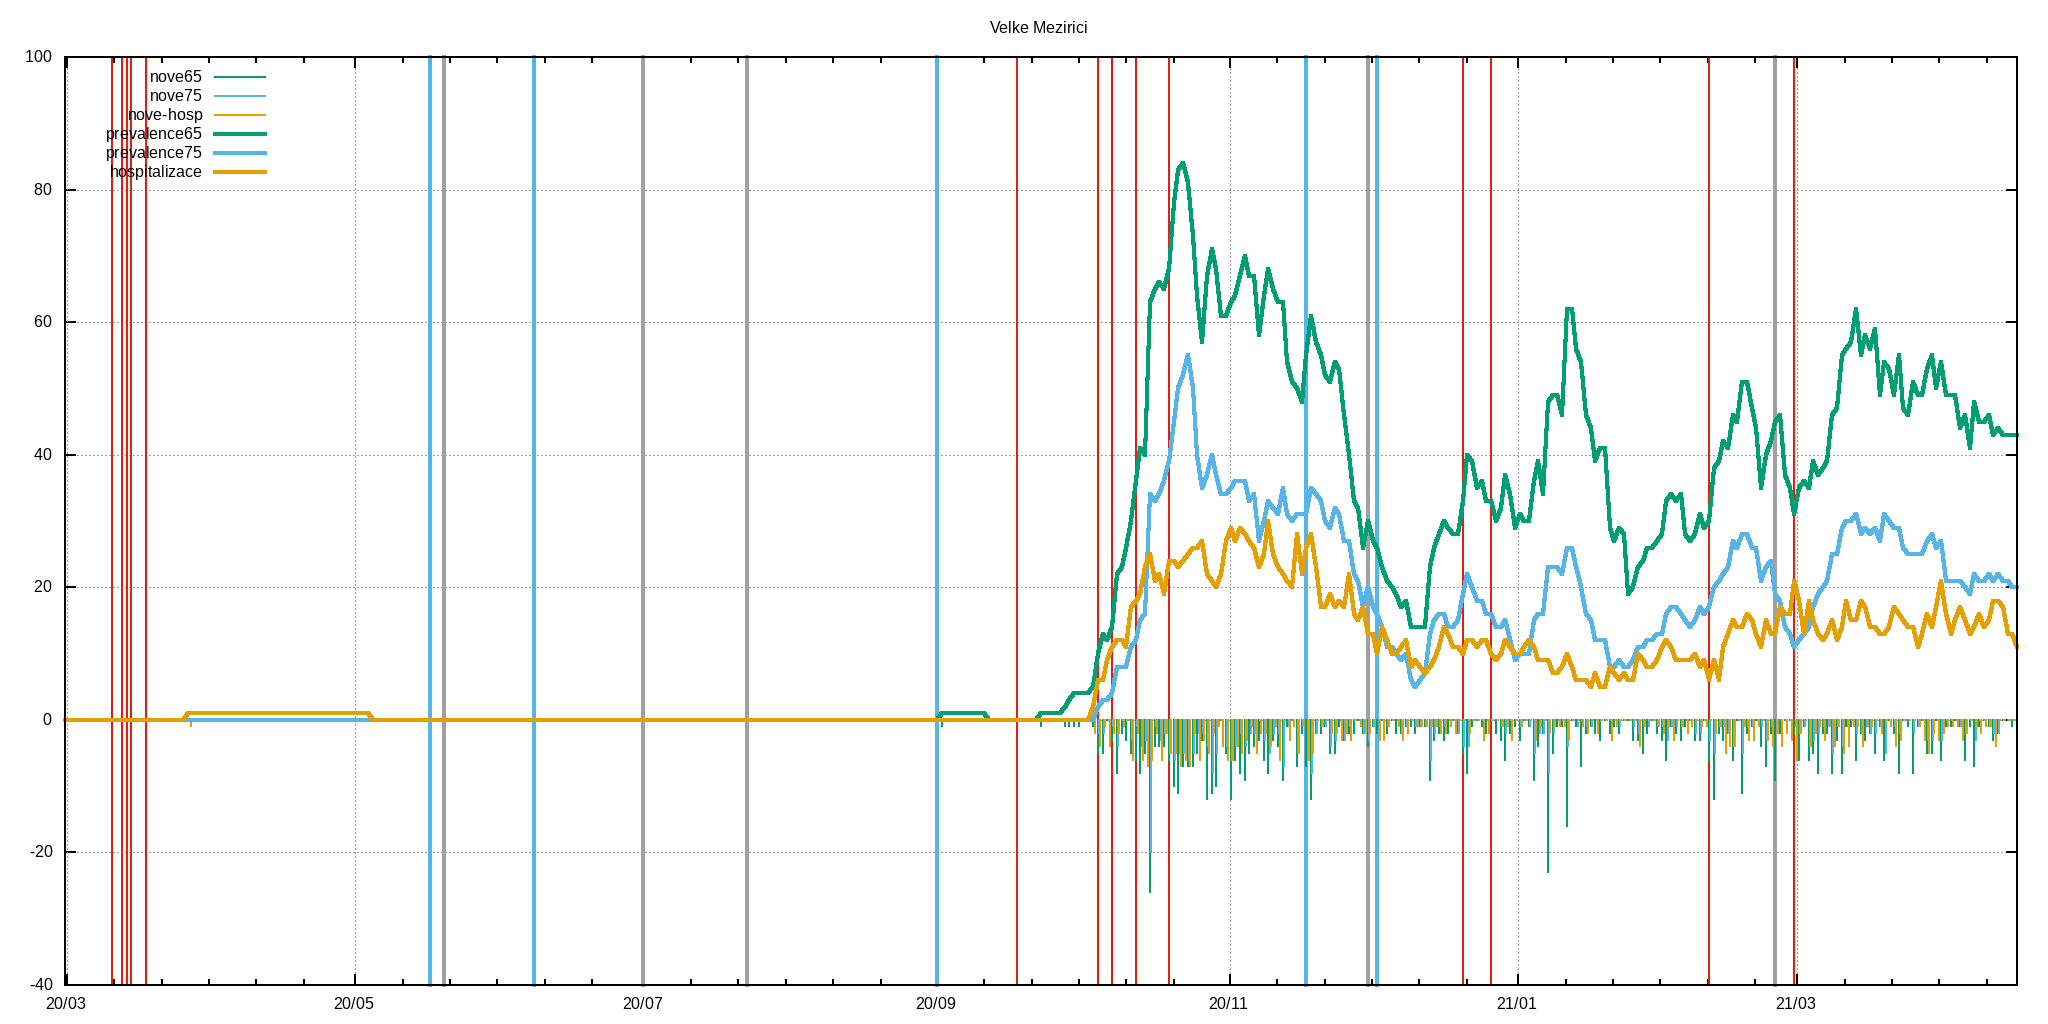 Velke Mezirici
100
80
60
40
20
0
-20
-40
nove65
nove75
nove-hosp
prevalence65
prevalence75
hospitalizace
20/03 20/05 20/07 20/09 20/11 21/01 21/03